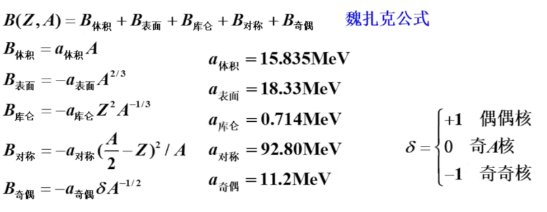 B(Z,A) = B体积 + B表面 + B库仑 + B对称 + B奇偶 魏扎克公式
B体积 = a体积A
B表面 = -a表面A^{2/3}
B库仑 = -a库仑Z^2A^{-1/3}
B对称 = -a对称(A/2 - Z)^2/A
B奇偶 = -a奇偶δA^{-1/2}
a体积 = 15.835MeV
a表面 = 18.33MeV
a库仑 = 0.714MeV
a对称 = 92.80MeV
a奇偶 = 11.2MeV
δ = {
+1 偶偶核
0 奇A核
-1 奇奇核